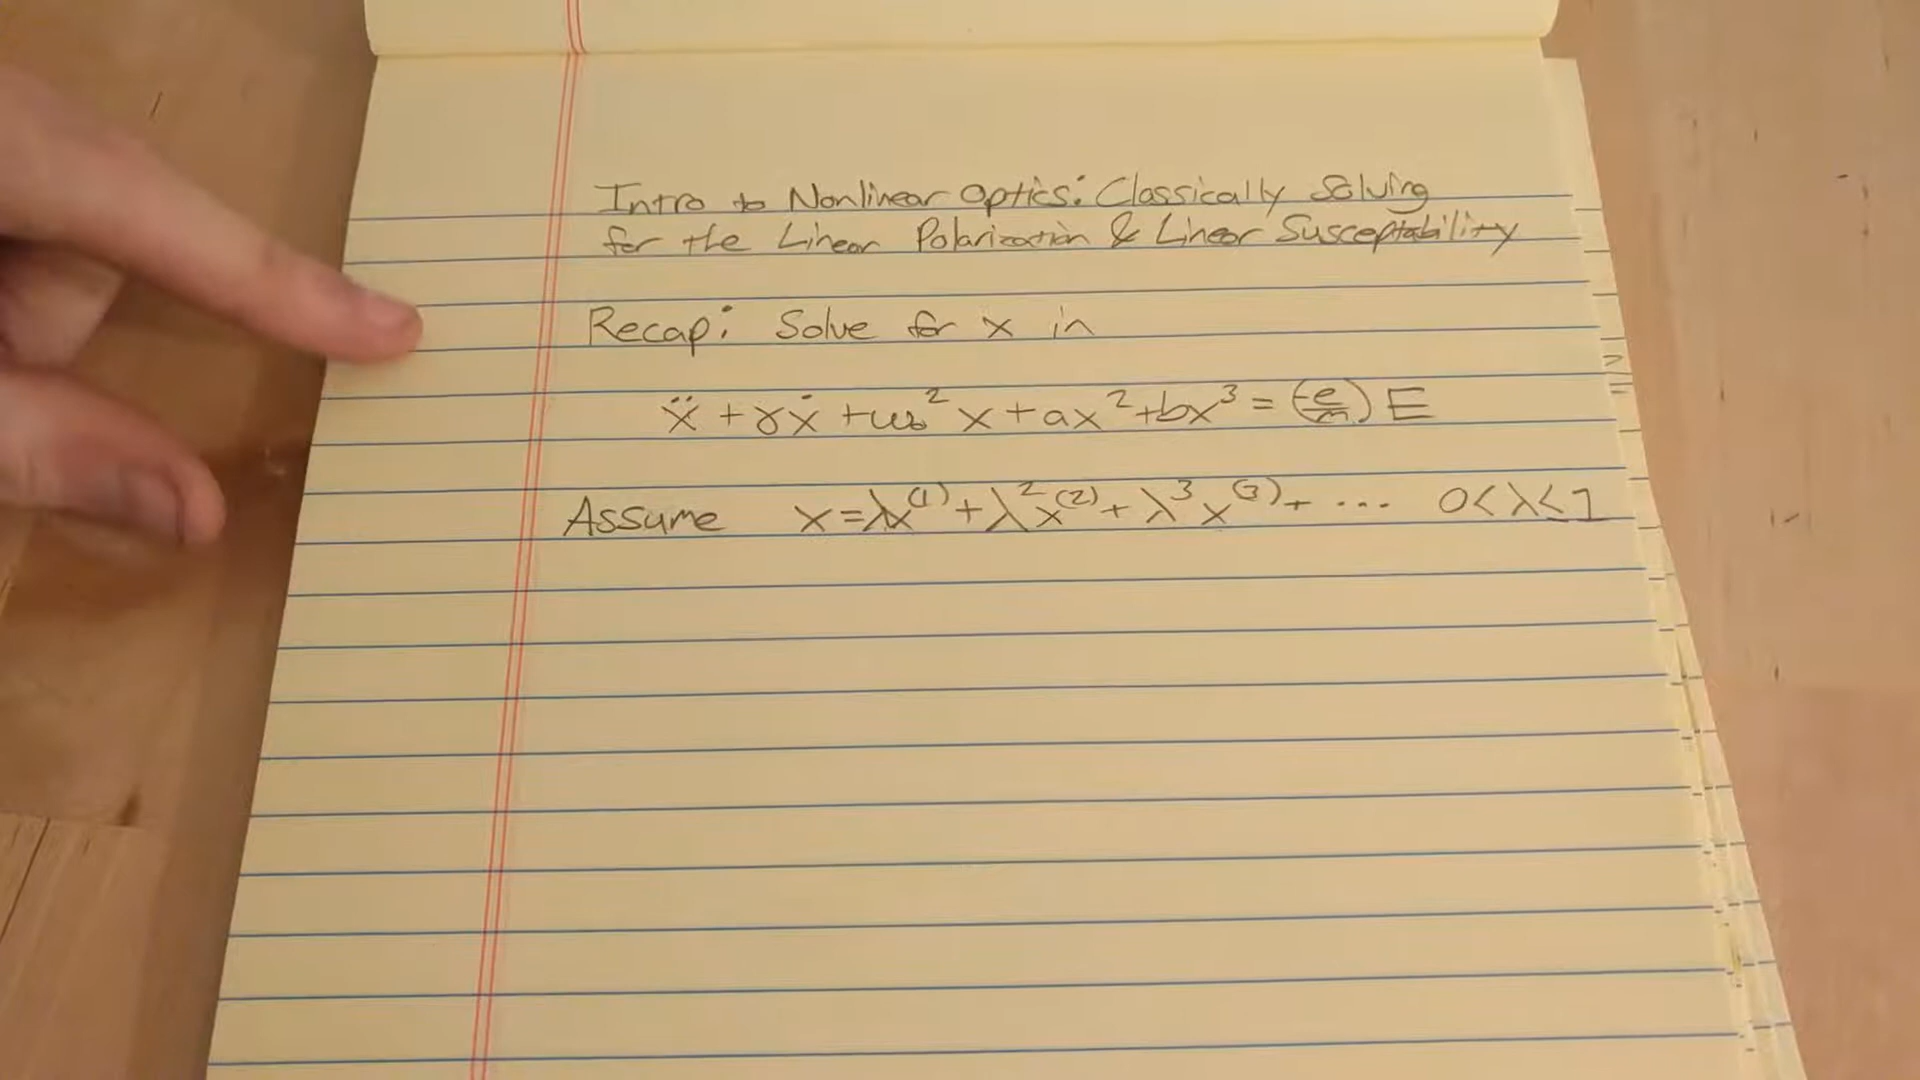 Intro to Nonlinear Optics: Classically Solving
for the Linear Polarization & Linear Susceptability
Recap: Solve for x in
ẍ + γẋ + ω₀²x + ax² + bx³ = (-e/m) E
Assume x = λx⁽¹⁾ + λ²x⁽²⁾ + λ³x⁽³⁾ + ... 0<λ<1